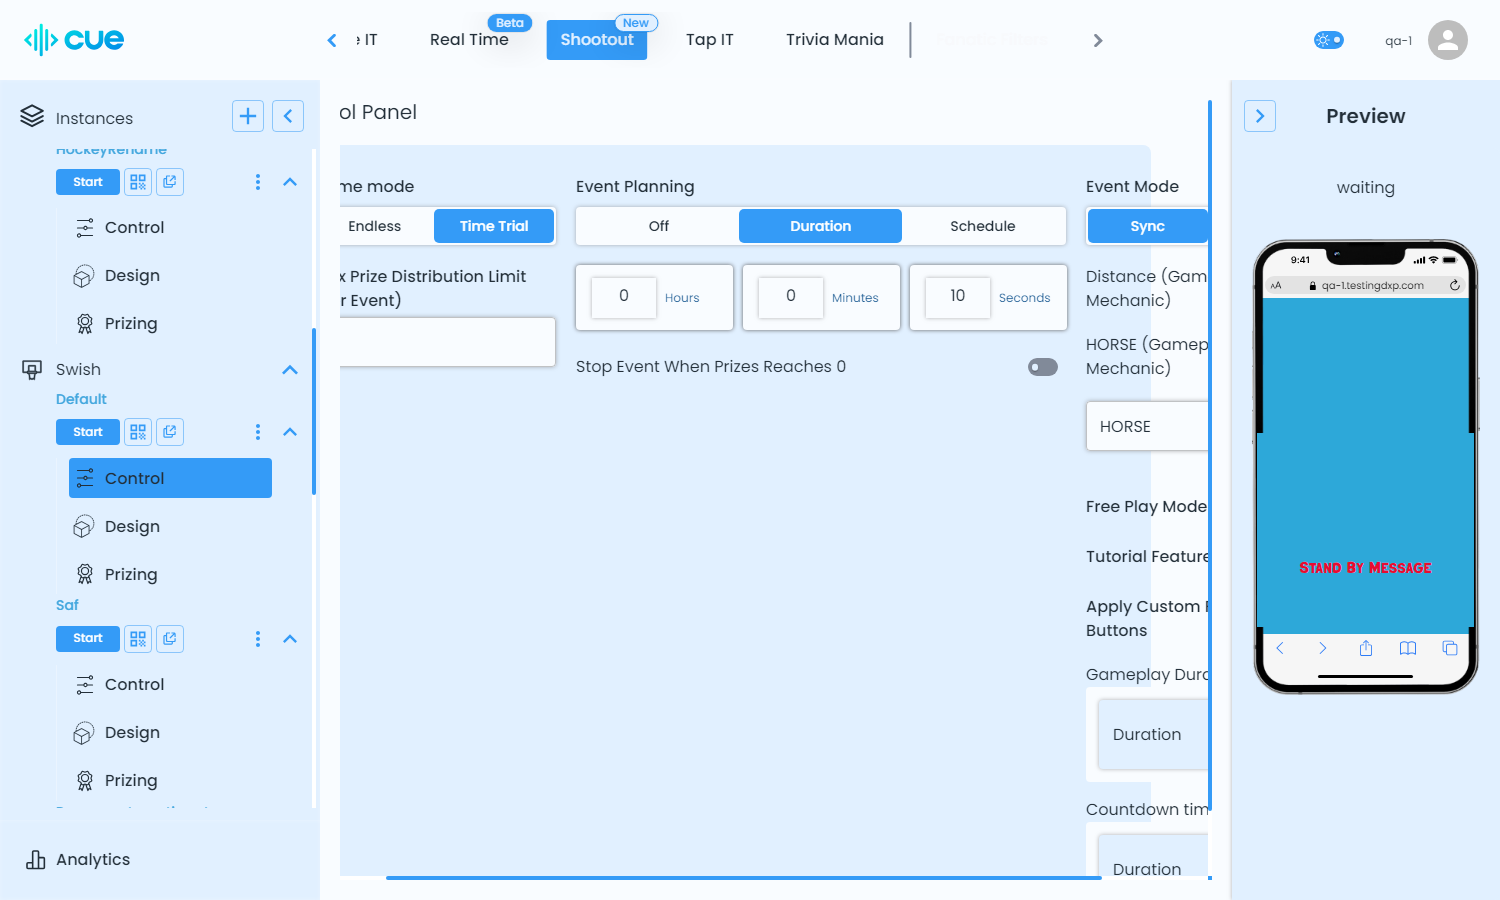 cue
e IT
Real Time
Beta
Shootout
New
Tap IT
Trivia Mania
qa-1
Instances
HockeyRename
Start
Control
Design
Prizing
Swish
Default
Start
Control
Design
Prizing
Saf
Start
Control
Design
Prizing
Analytics
ol Panel
me mode
Endless
Time Trial
x Prize Distribution Limit
r Event)
Event Planning
Off
Duration
Schedule
0 Hours
0 Minutes
10 Seconds
Stop Event When Prizes Reaches 0
Event Mode
Sync
Distance (Gam
Mechanic)
HORSE (Gamep
Mechanic)
HORSE
Free Play Mode
Tutorial Feature
Apply Custom
Buttons
Gameplay Dura
Duration
Countdown tim
Duration
Preview
waiting
9:41
AA
qa-1.testingdxp.com
Stand By Message